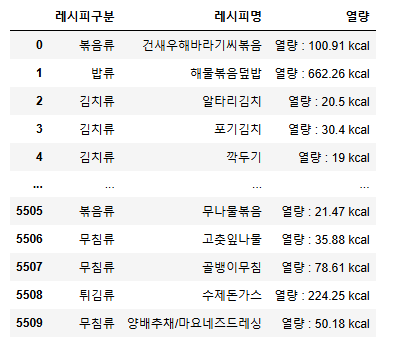 레시피구분 레시피명 열량
0 볶음류 건새우해바라기씨볶음 열량 : 100.91 kcal
1 밥류 해물볶음덮밥 열량 : 662.26 kcal
2 김치류 알타리김치 열량 : 20.5 kcal
3 김치류 포기김치 열량 : 30.4 kcal
4 김치류 깍두기 열량 : 19 kcal
... ... ... ...
5505 볶음류 무나물볶음 열량 : 21.47 kcal
5506 무침류 고춧잎나물 열량 : 35.88 kcal
5507 무침류 골뱅이무침 열량 : 78.61 kcal
5508 튀김류 수제돈가스 열량 : 224.25 kcal
5509 무침류 양배추채/마요네즈드레싱 열량 : 50.18 kcal